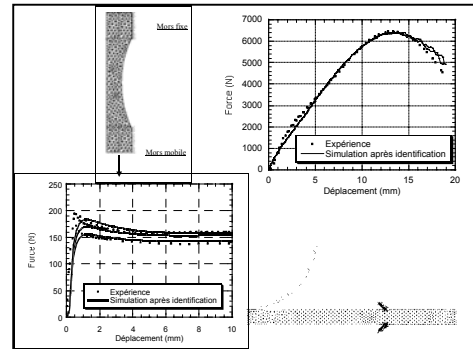 Mors fixe
Mors mobile
Force (N)
7000
6000
5000
4000
3000
2000
1000
0
Expérience
Simulation après identification
0 5 10 15 20
Déplacement (mm)
Force (N)
250
200
150
100
50
0
Expérience
Simulation après identification
0 2 4 6 8 10
Déplacement (mm)